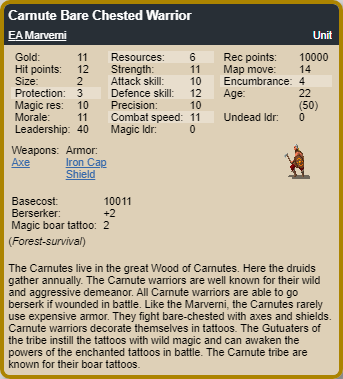 Carnute Bare Chested Warrior
EA Marverni Unit
Gold: 11 Resources: 6 Rec points: 10000
Hit points: 12 Strength: 11 Map move: 14
Size: 2 Attack skill: 10 Encumbrance: 4
Protection: 3 Defence skill: 12 Age: 22
Magic res: 10 Precision: 10 (50)
Morale: 11 Combat speed: 11 Undead ldr: 0
Leadership: 40 Magic ldr: 0
Weapons: Armor:
Axe Iron Cap
Shield
Basecost: 10011
Berserker: +2
Magic boar tattoo: 2
(Forest-survival)
The Carnutes live in the great Wood of Carnutes. Here the druids
gather annually. The Carnute warriors are well known for their wild
and aggressive demeanor. All Carnute warriors are able to go
berserk if wounded in battle. Like the Marverni, the Carnutes rarely
use expensive armor. They fight bare-chested with axes and shields.
Carnute warriors decorate themselves in tattoos. The Gutuaters of
the tribe instill the tattoos with wild magic and can awaken the
powers of the enchanted tattoos in battle. The Carnute tribe are
known for their boar tattoos.